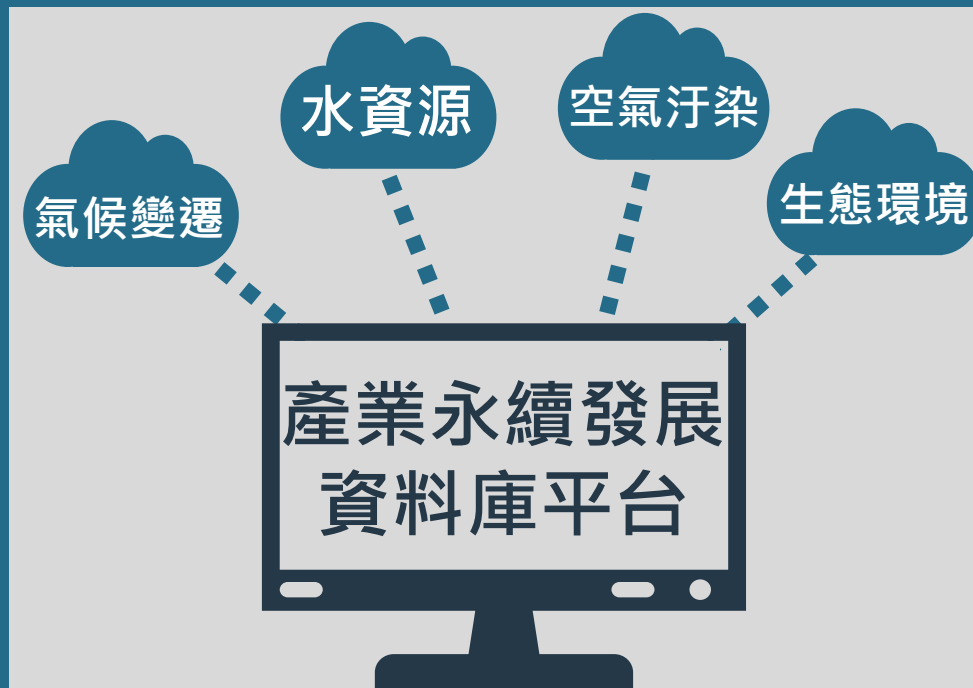 水資源
空氣汙染
氣候變遷
生態環境
產業永續發展
資料庫平台